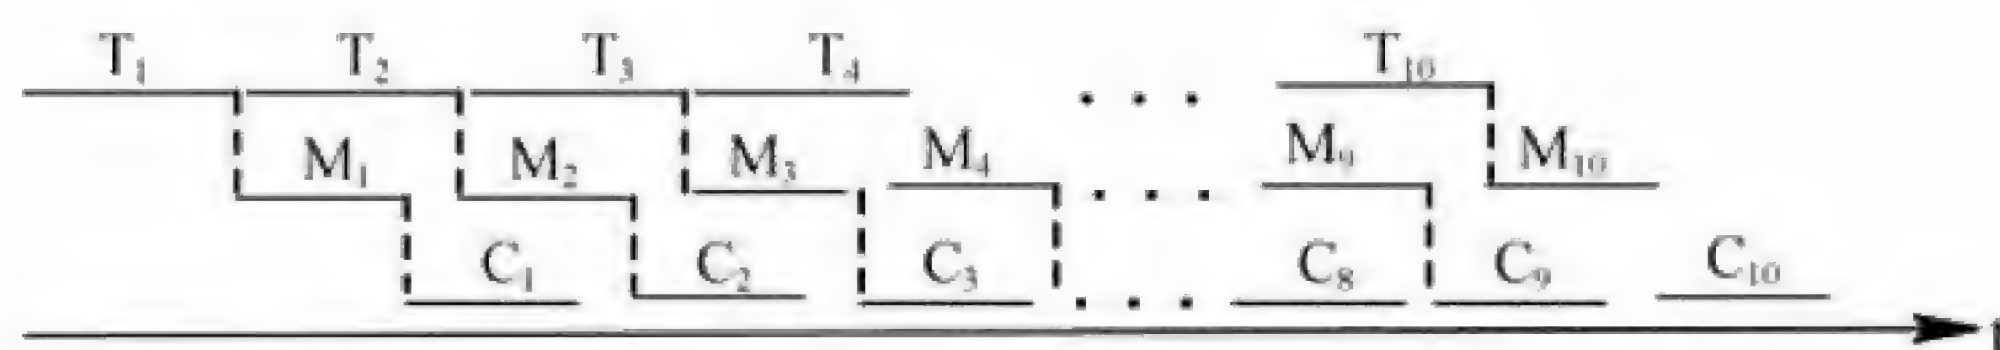 T₁ T₂ T₃ T₄ ... T₁₀
M₁ M₂ M₃ M₄ ... M₉ M₁₀
C₁ C₂ C₃ ... C₈ C₉ C₁₀